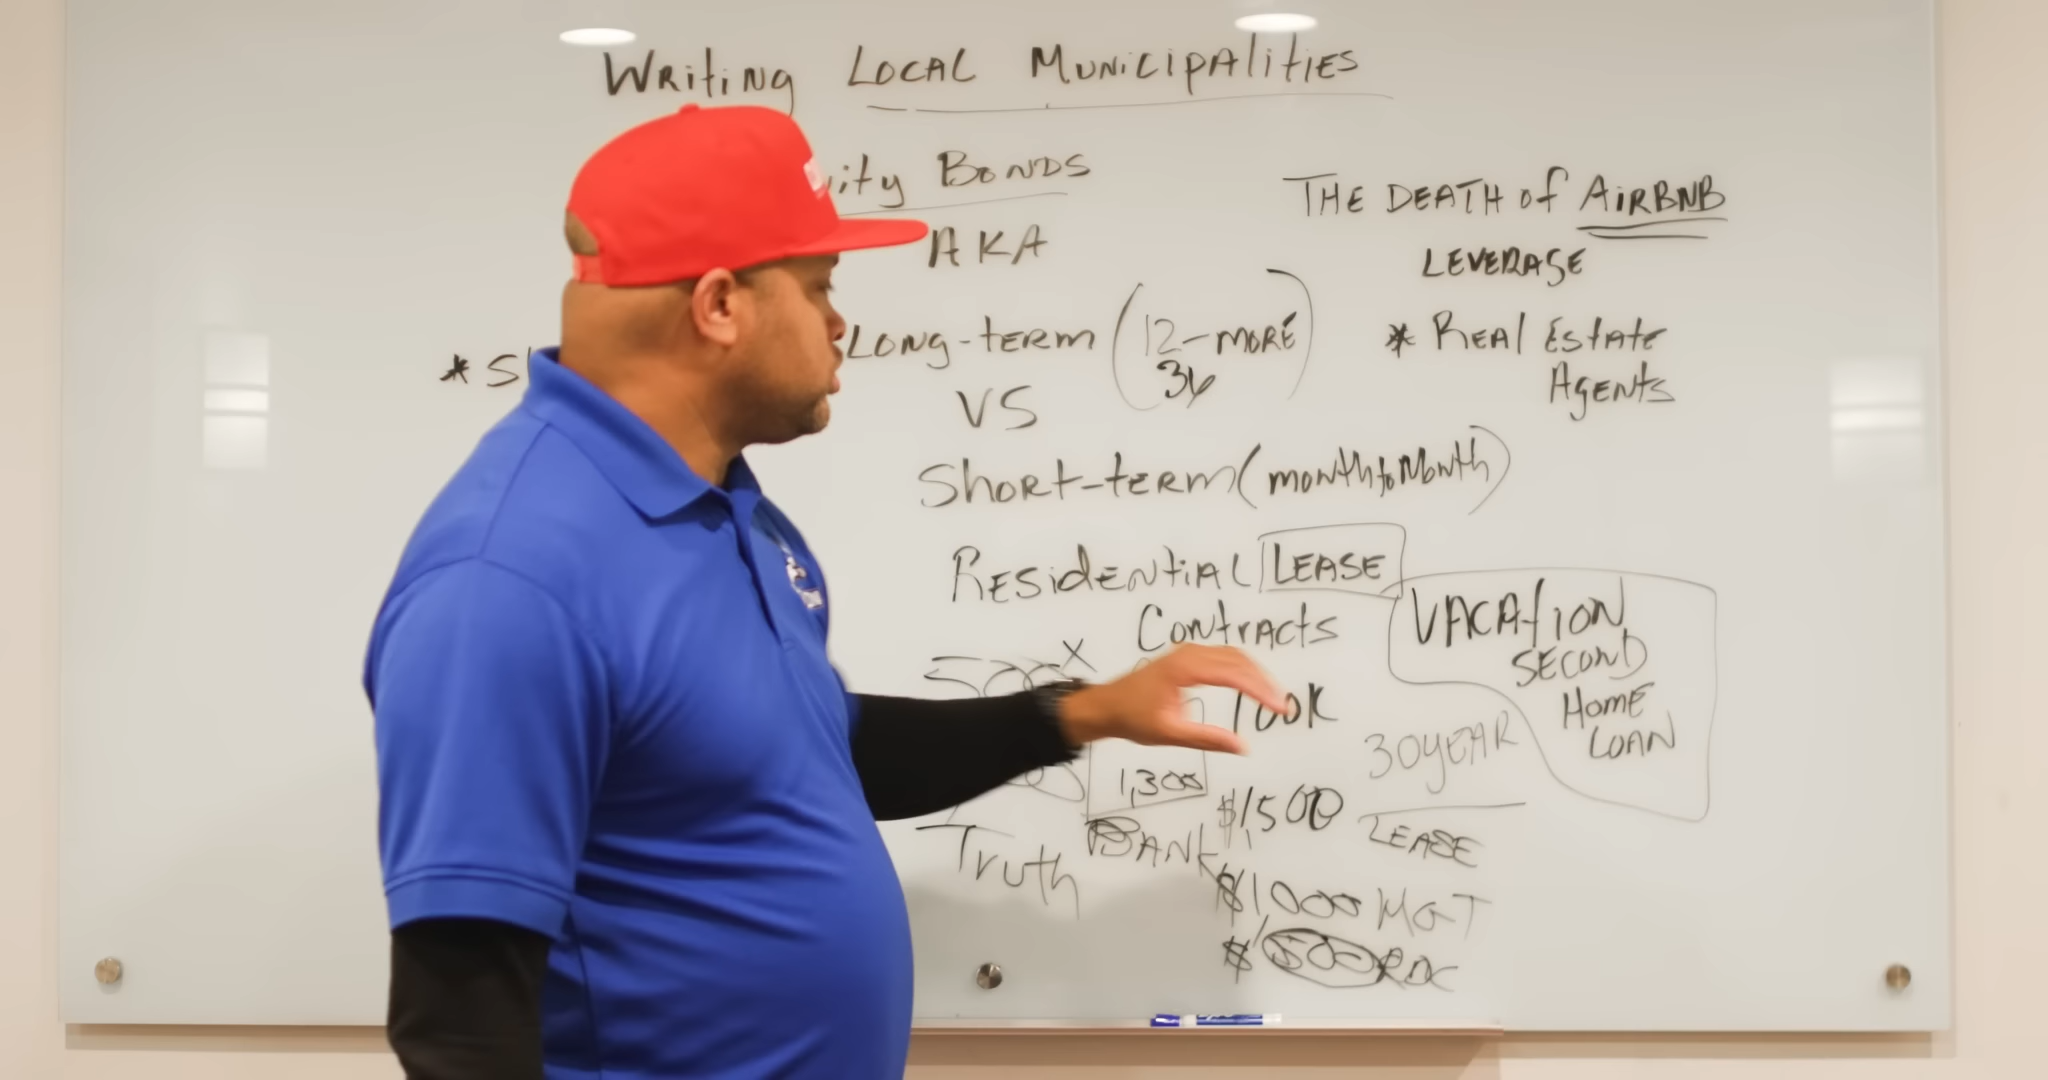 Writing Local Municipalities
ity Bonds
AKA
Long-term (12-more)
36
VS
Short-term (month to Month)
Residential Lease
Contracts
100K
1,300
Bank
Truth
$1,500
$1000 MGT
$500
30 year
Lease
The Death of AirBNB
Leverage
* Real Estate
Agents
Vacation
Second
Home
Loan
* S
X